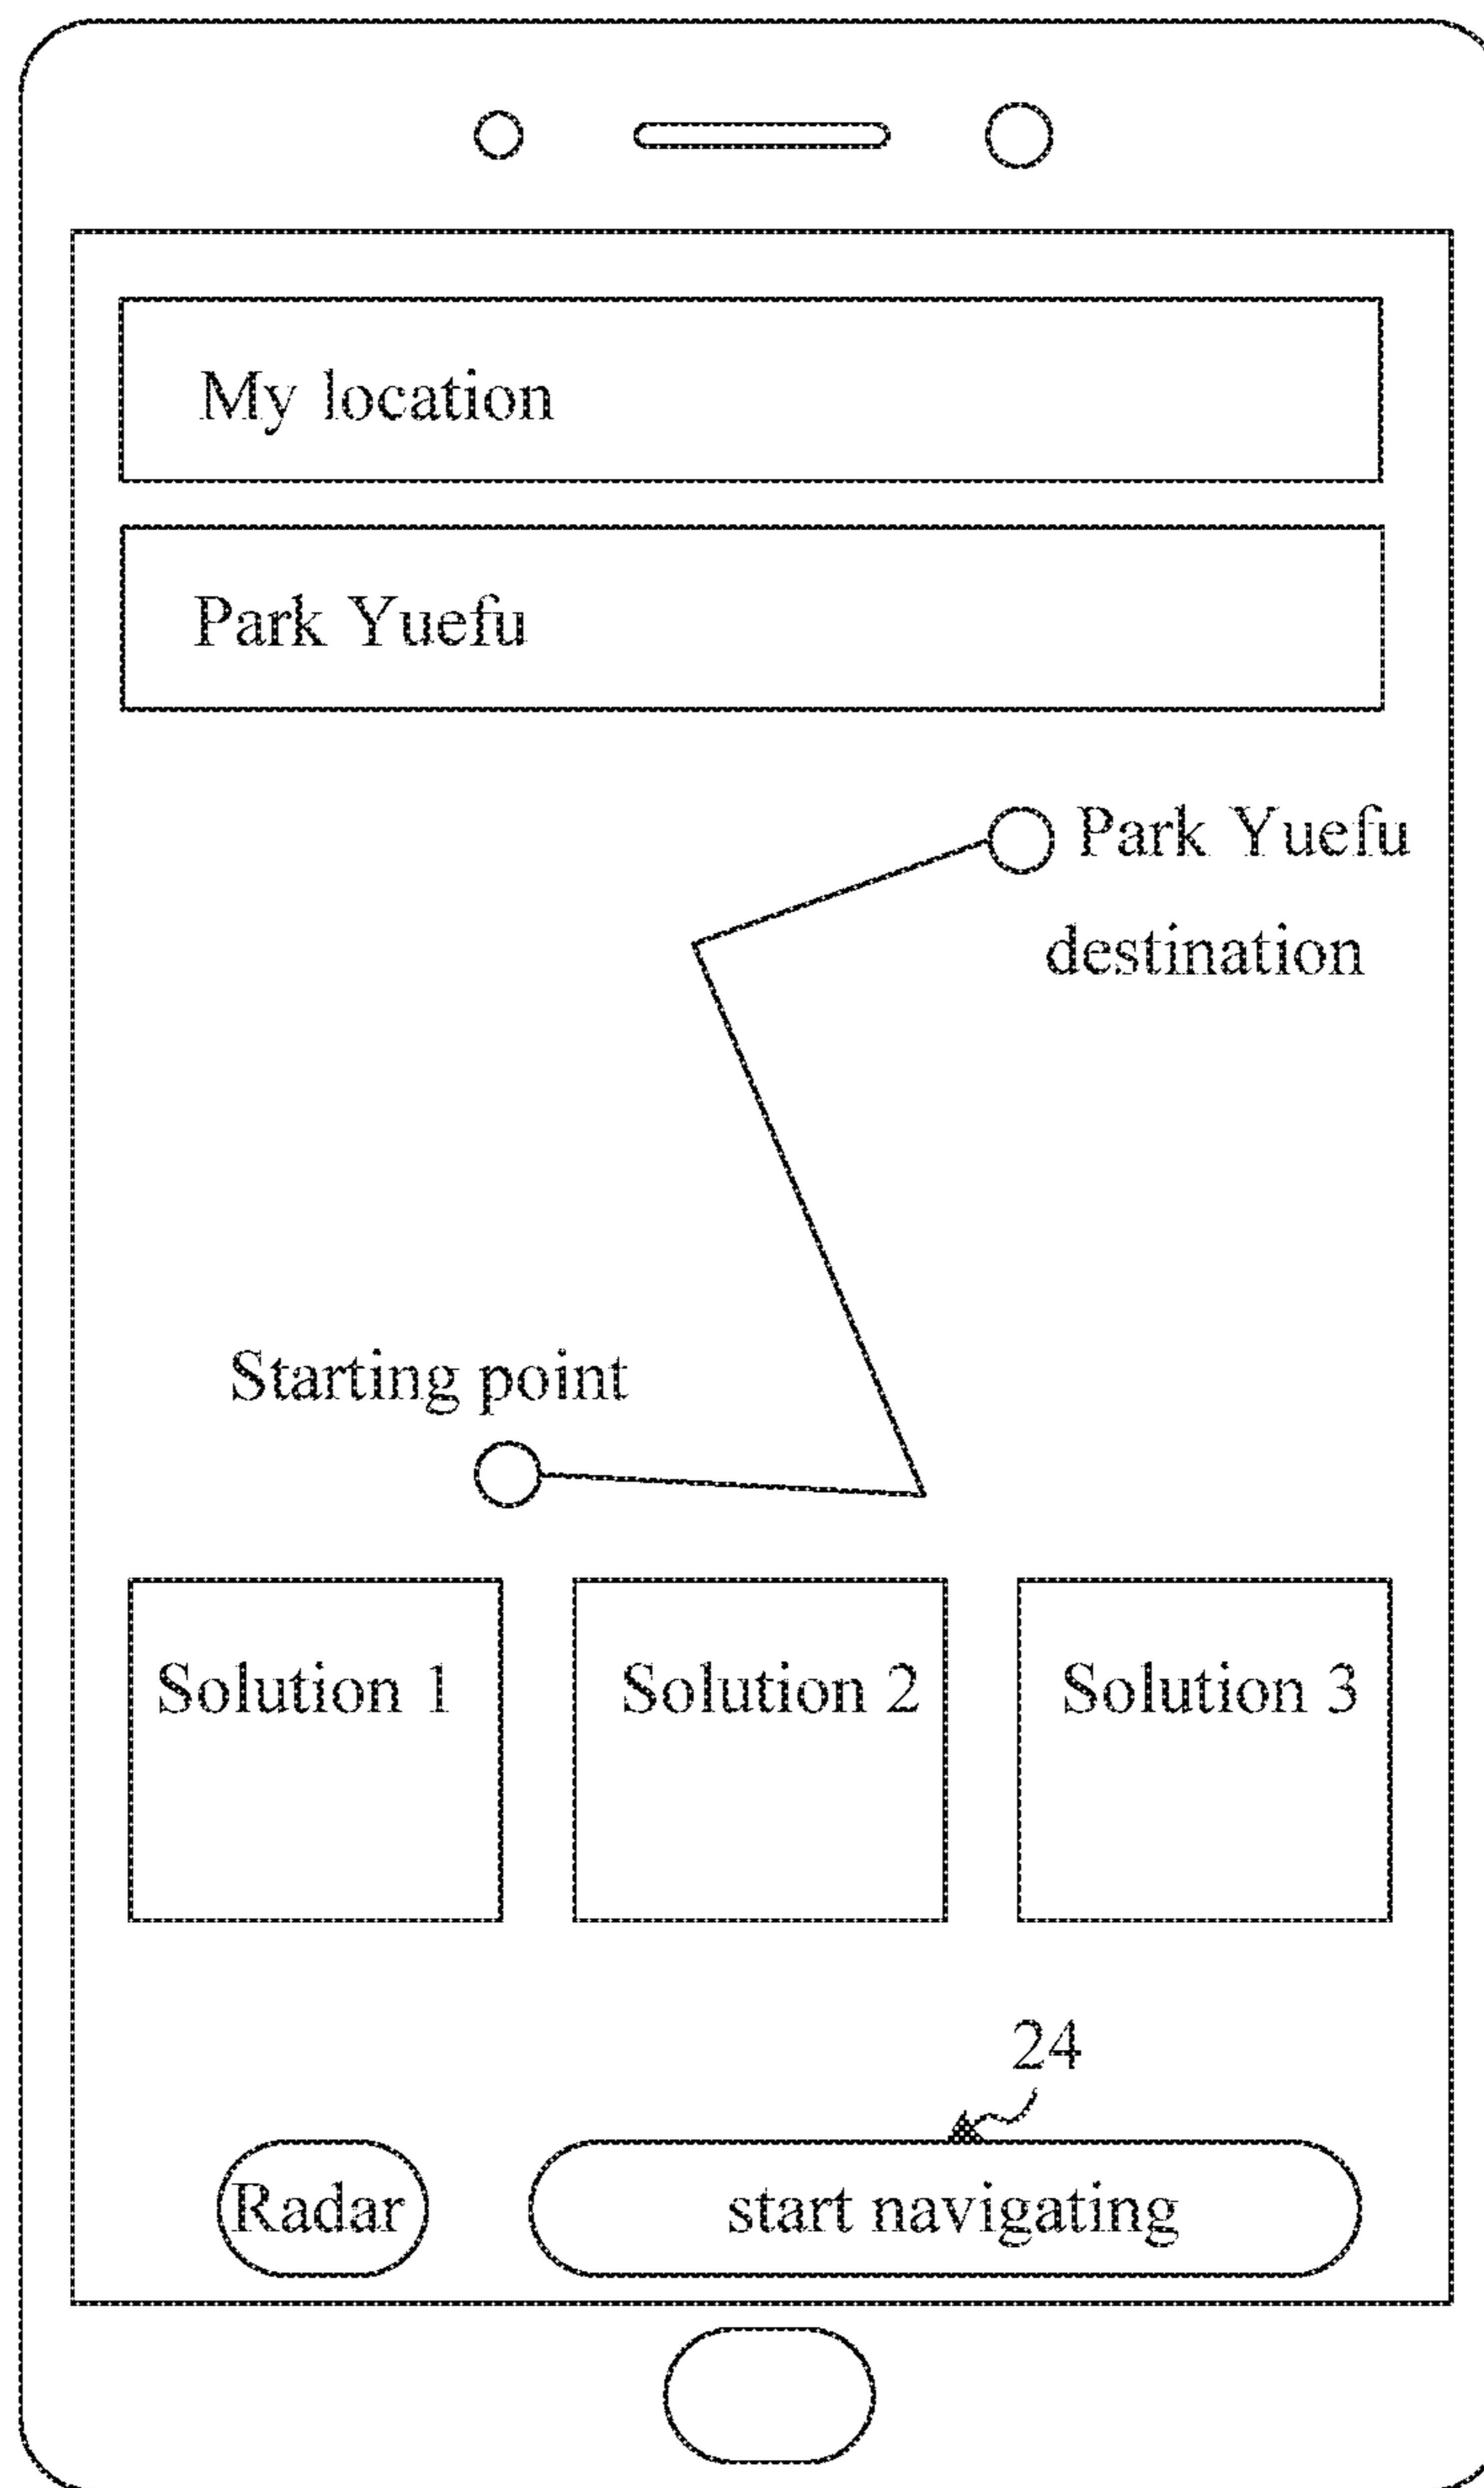 My location
Park Yuefu
Park Yuefu
destination
Starting point
Solution 1
Solution 2
Solution 3
24
Radar
start navigating